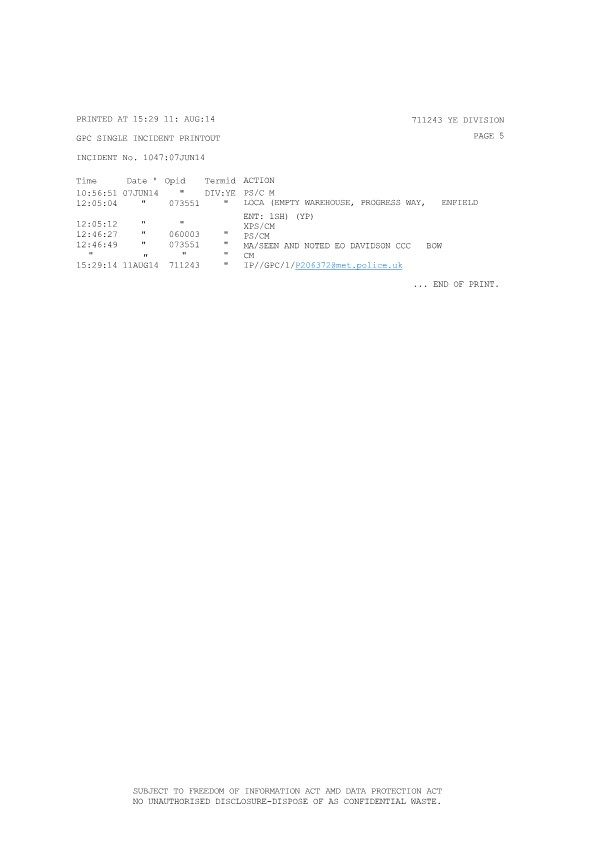 PRINTED AT 15:29 11: AUG:14 711243 YE DIVISION
GPC SINGLE INCIDENT PRINTOUT PAGE 5
INCIDENT No. 1047:07JUN14
Time Date ' Opid Termid ACTION
10:56:51 07JUN14 " DIV:YE PS/C M
12:05:04 " 073551 " LOCA (EMPTY WAREHOUSE, PROGRESS WAY, ENFIELD
ENT: 1SH) (YP)
12:05:12 " " XPS/CM
12:46:27 " 060003 " PS/CM
12:46:49 " 073551 " MA/SEEN AND NOTED EO DAVIDSON CCC BOW
" " " " CM
15:29:14 11AUG14 711243 " IP//GPC/1/P206372@met.police.uk
... END OF PRINT.
SUBJECT TO FREEDOM OF INFORMATION ACT AMD DATA PROTECTION ACT
NO UNAUTHORISED DISCLOSURE-DISPOSE OF AS CONFIDENTIAL WASTE.